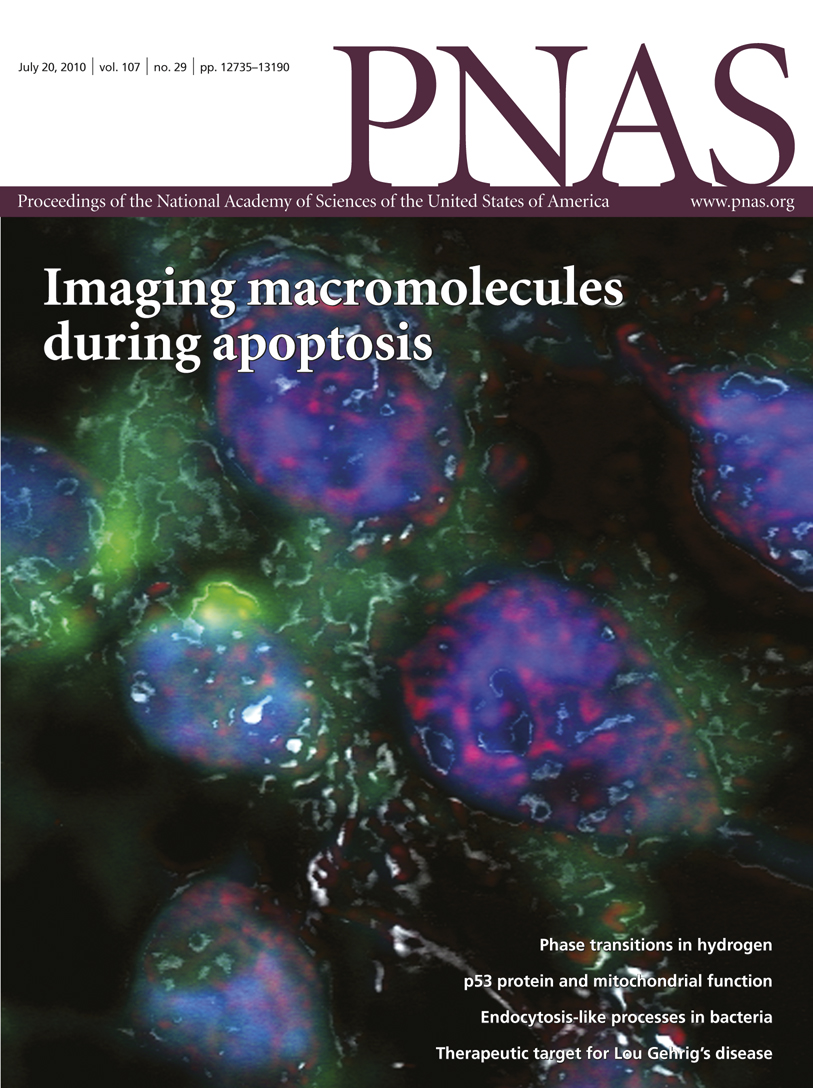 July 20, 2010 | vol. 107 | no. 29 | pp. 12735–13190
PNAS
Proceedings of the National Academy of Sciences of the United States of America www.pnas.org
Imaging macromolecules
during apoptosis
Phase transitions in hydrogen
p53 protein and mitochondrial function
Endocytosis-like processes in bacteria
Therapeutic target for Lou Gehrig's disease